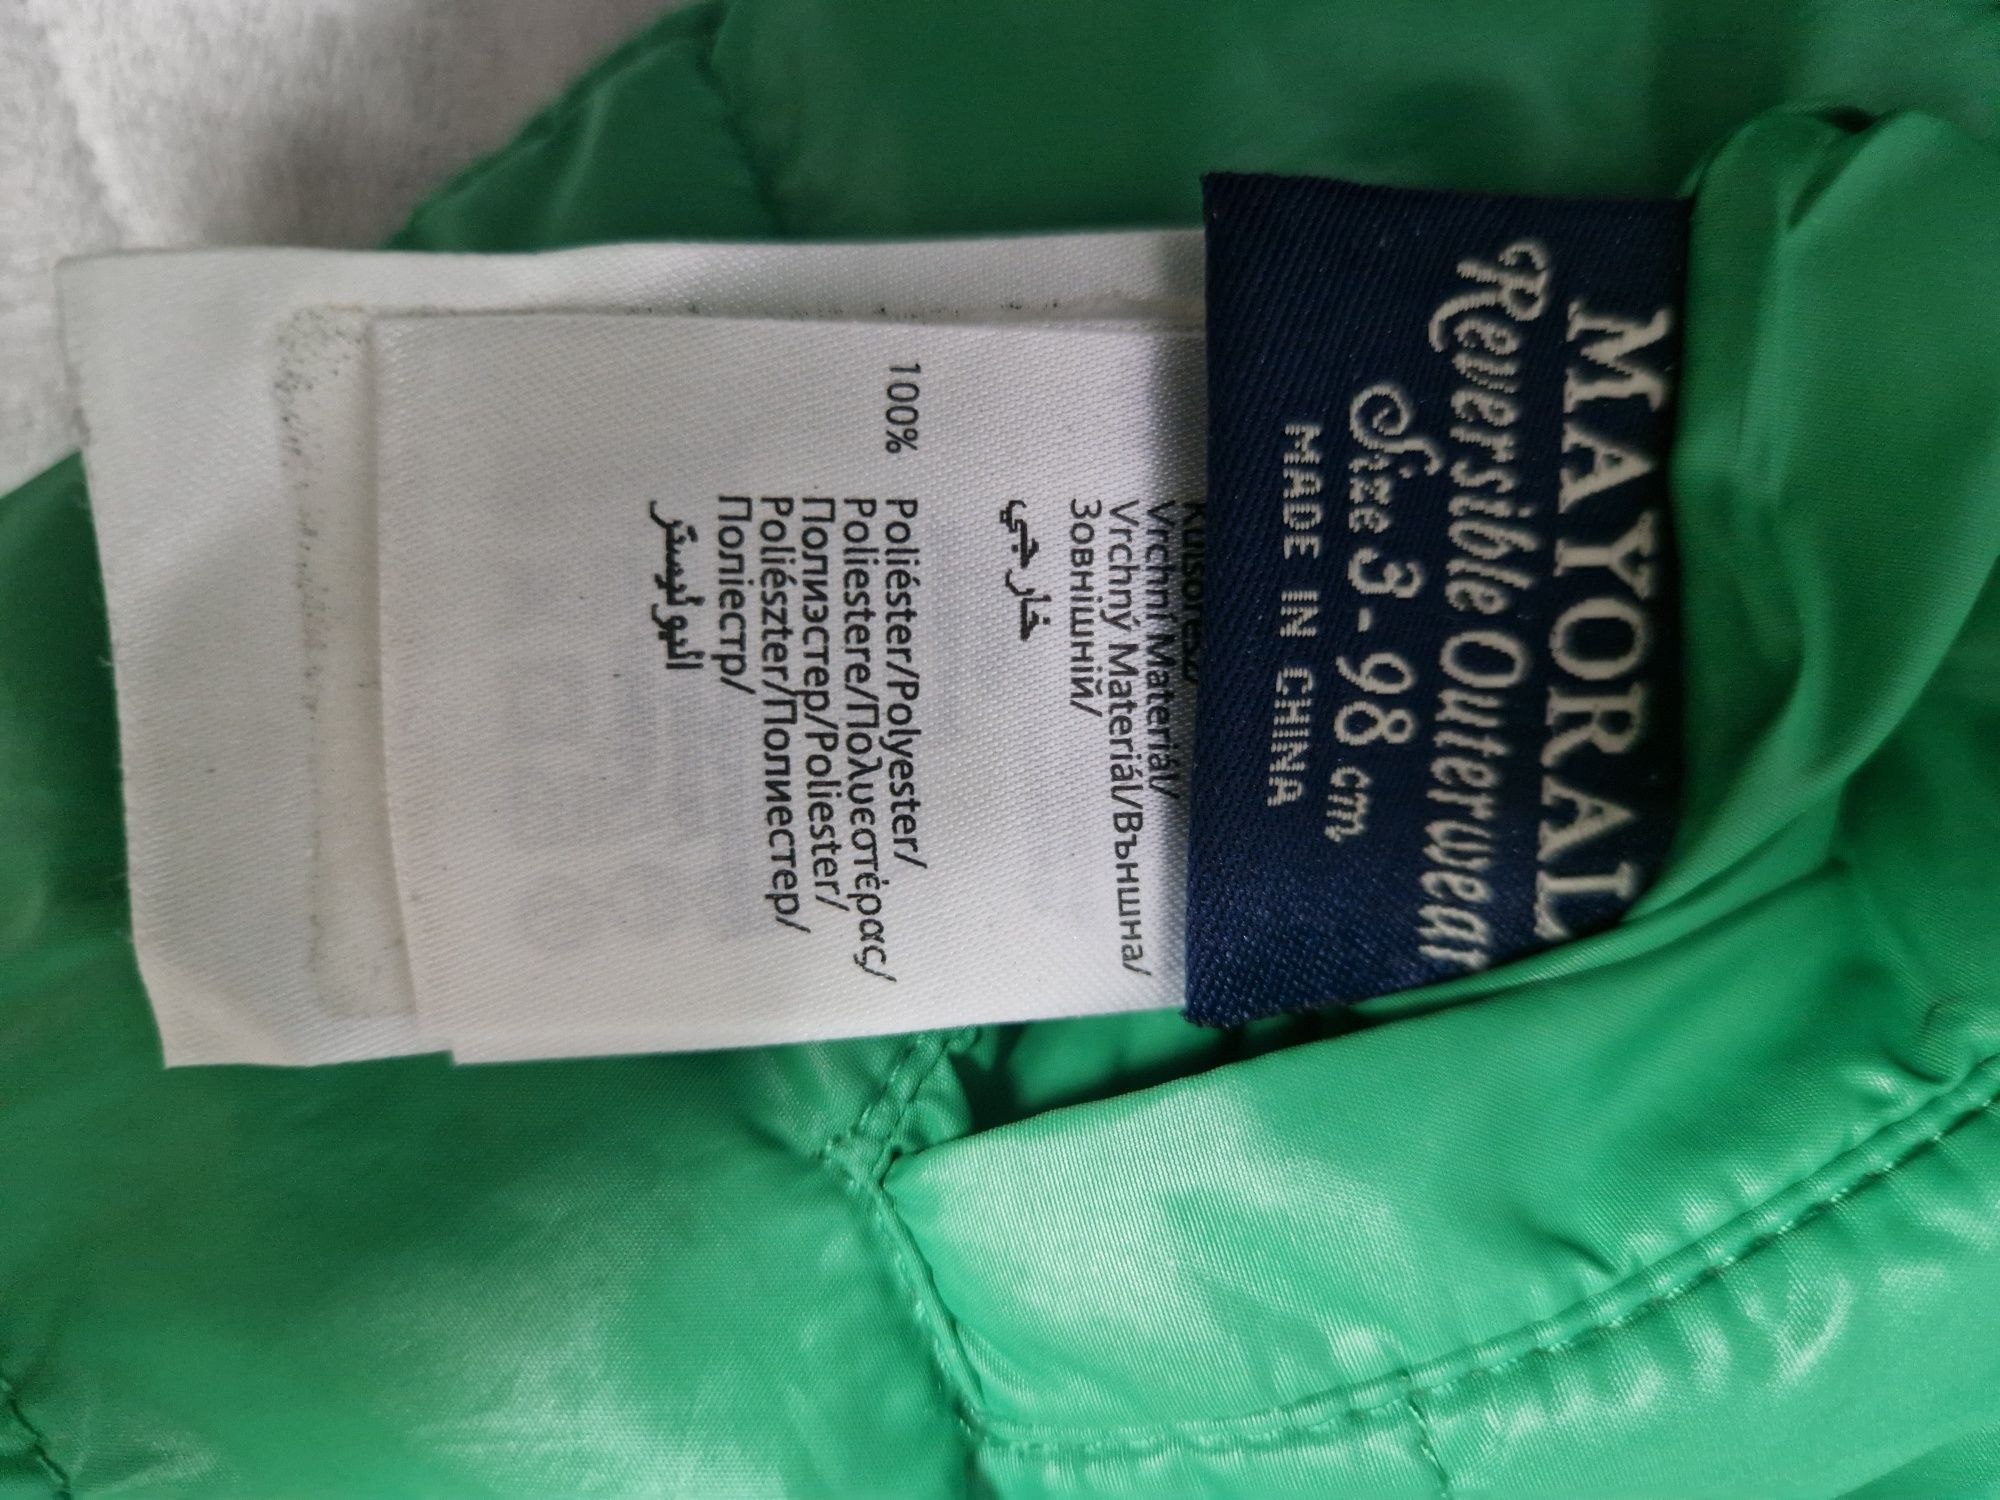 MAYORAL
Reversible Outerwear
Size 3 - 98 cm
MADE IN CHINA
Vrchní Materiál/
Vrchný Materiál/Външна/
Зовнішній/
خارجي
100% Poliéster/Polyester/
Poliestere/Πολυεστέρας/
Полиэстер/Poliester/
Poliészter/Полиестер/
Поліестр/
البوليستر